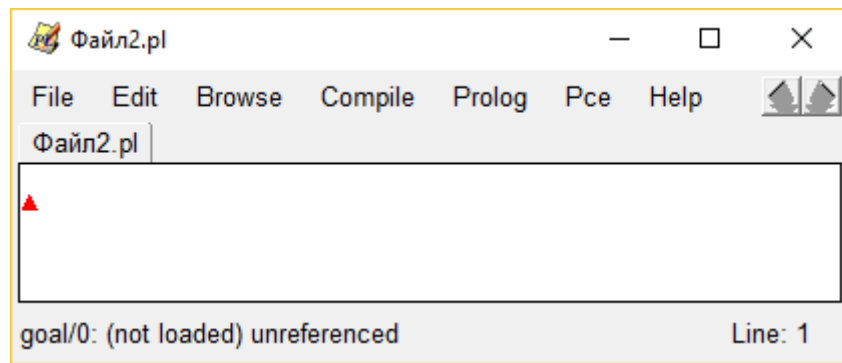 Файл2.pl
File Edit Browse Compile Prolog Pce Help
Файл2.pl
goal/0: (not loaded) unreferenced Line: 1